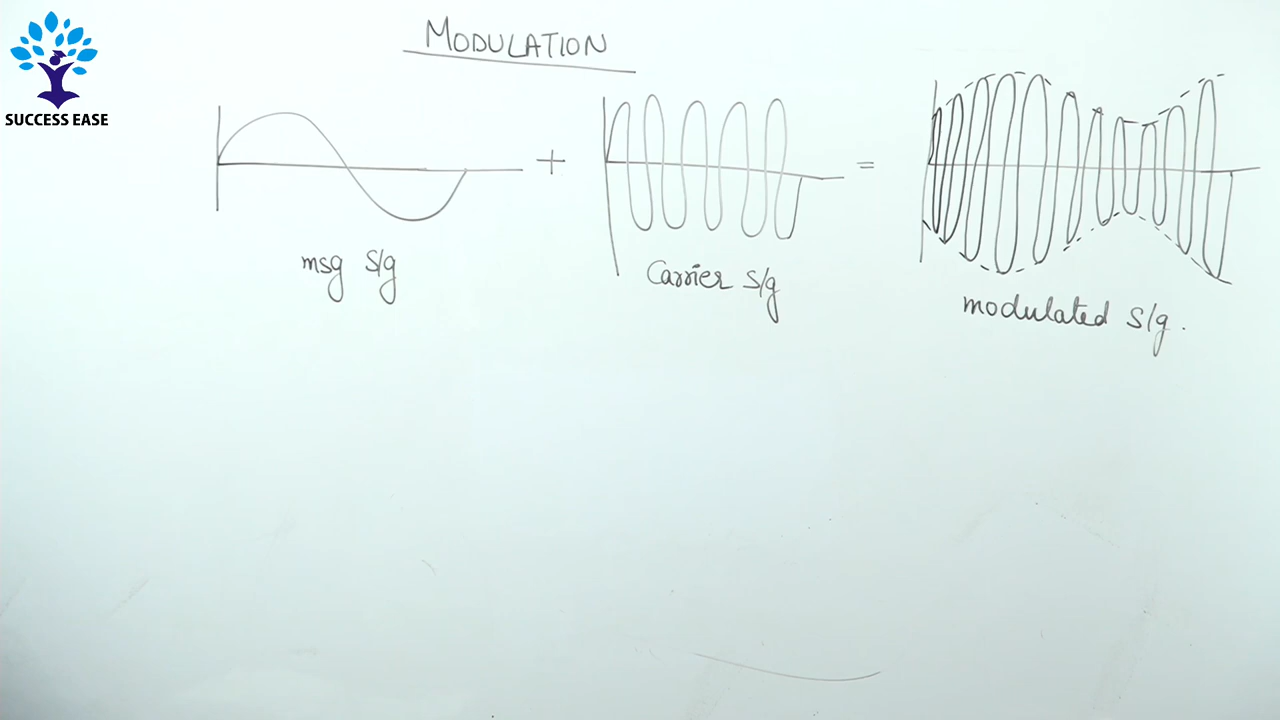 MODULATION
SUCCESS EASE
+
=
msg s/g
Carrier s/g
modulated s/g.